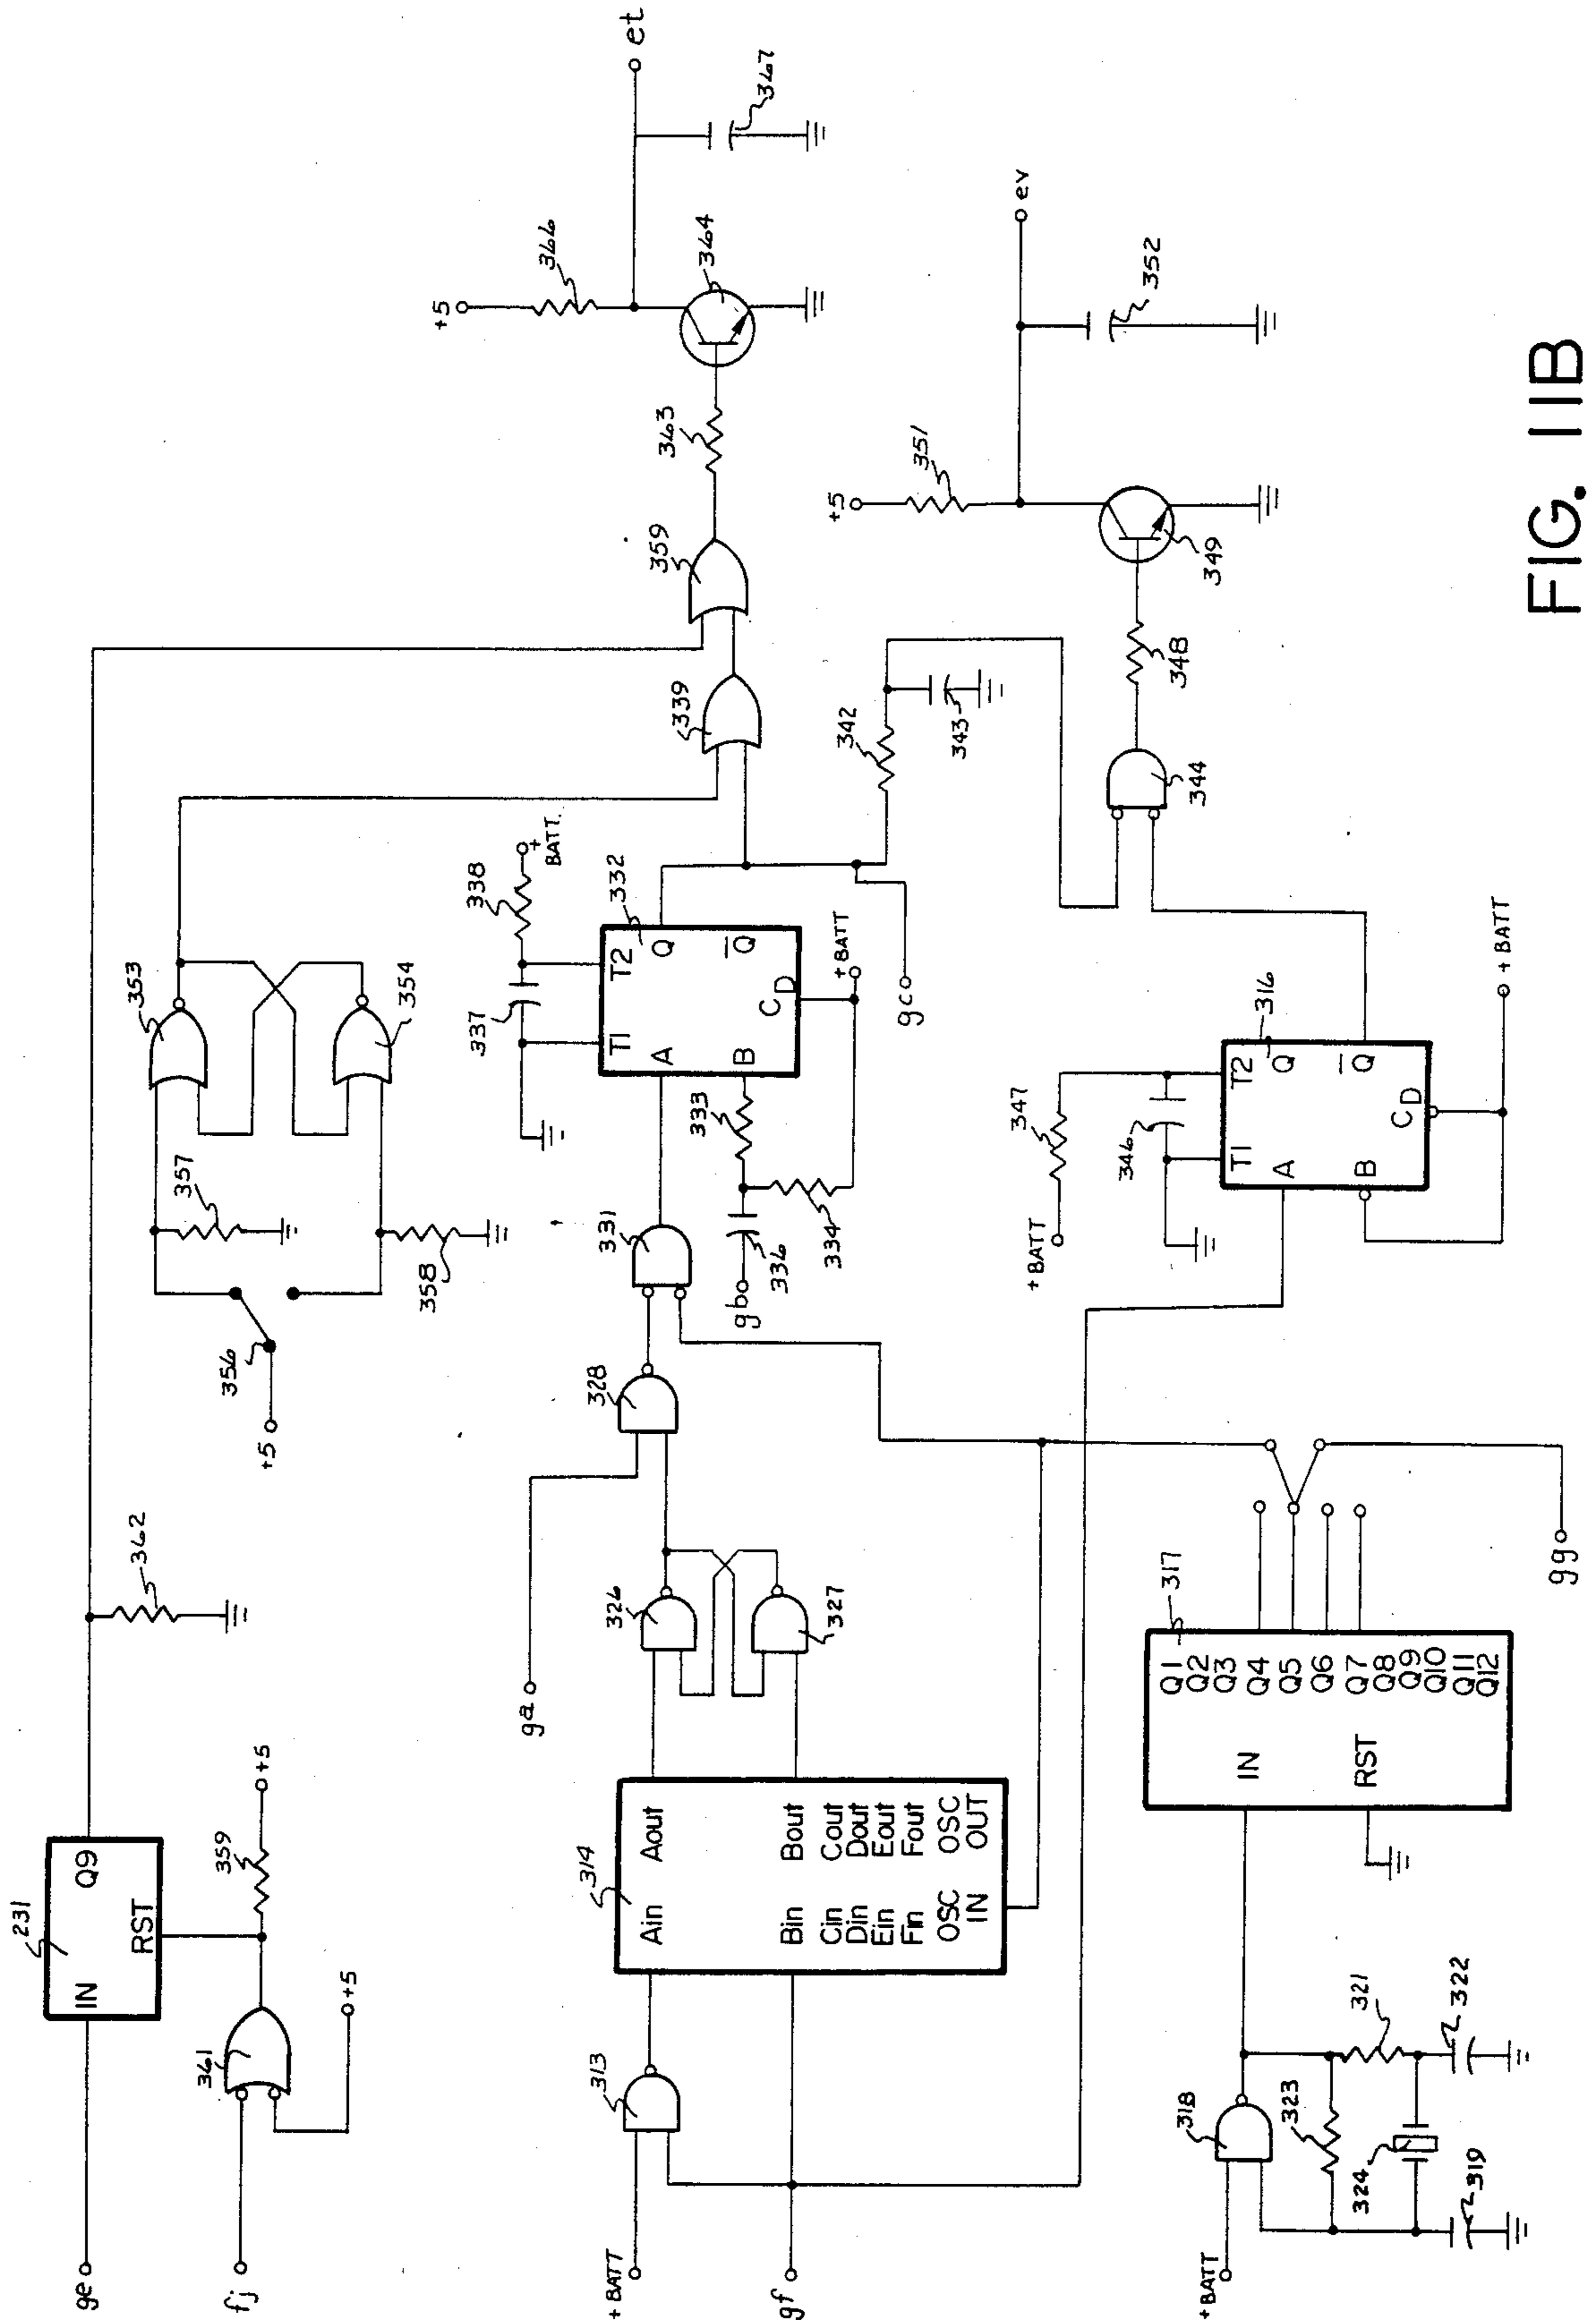 ge
IN
231
Q9
RST
362
fj
361
359
+5
+5
+5
356
357
358
353
354
+BATT
313
gf
314
Ain
Aout
Bin
Bout
Cin
Cout
Din
Dout
Ein
Eout
Fin
Fout
OSC IN
OSC OUT
ga
326
327
328
331
gb
336
334
333
337
338
+ BATT.
T1
T2
332
A
Q
B
Q
CD
+BATT
gc
339
359
363
+5
366
364
367
et
342
343
344
348
349
+5
351
352
ev
+BATT
318
323
324
319
321
322
IN
RST
317
Q1
Q2
Q3
Q4
Q5
Q6
Q7
Q8
Q9
Q10
Q11
Q12
gg
+BATT
347
346
T1
T2
316
A
Q
B
Q
CD
+BATT
FIG. 11B